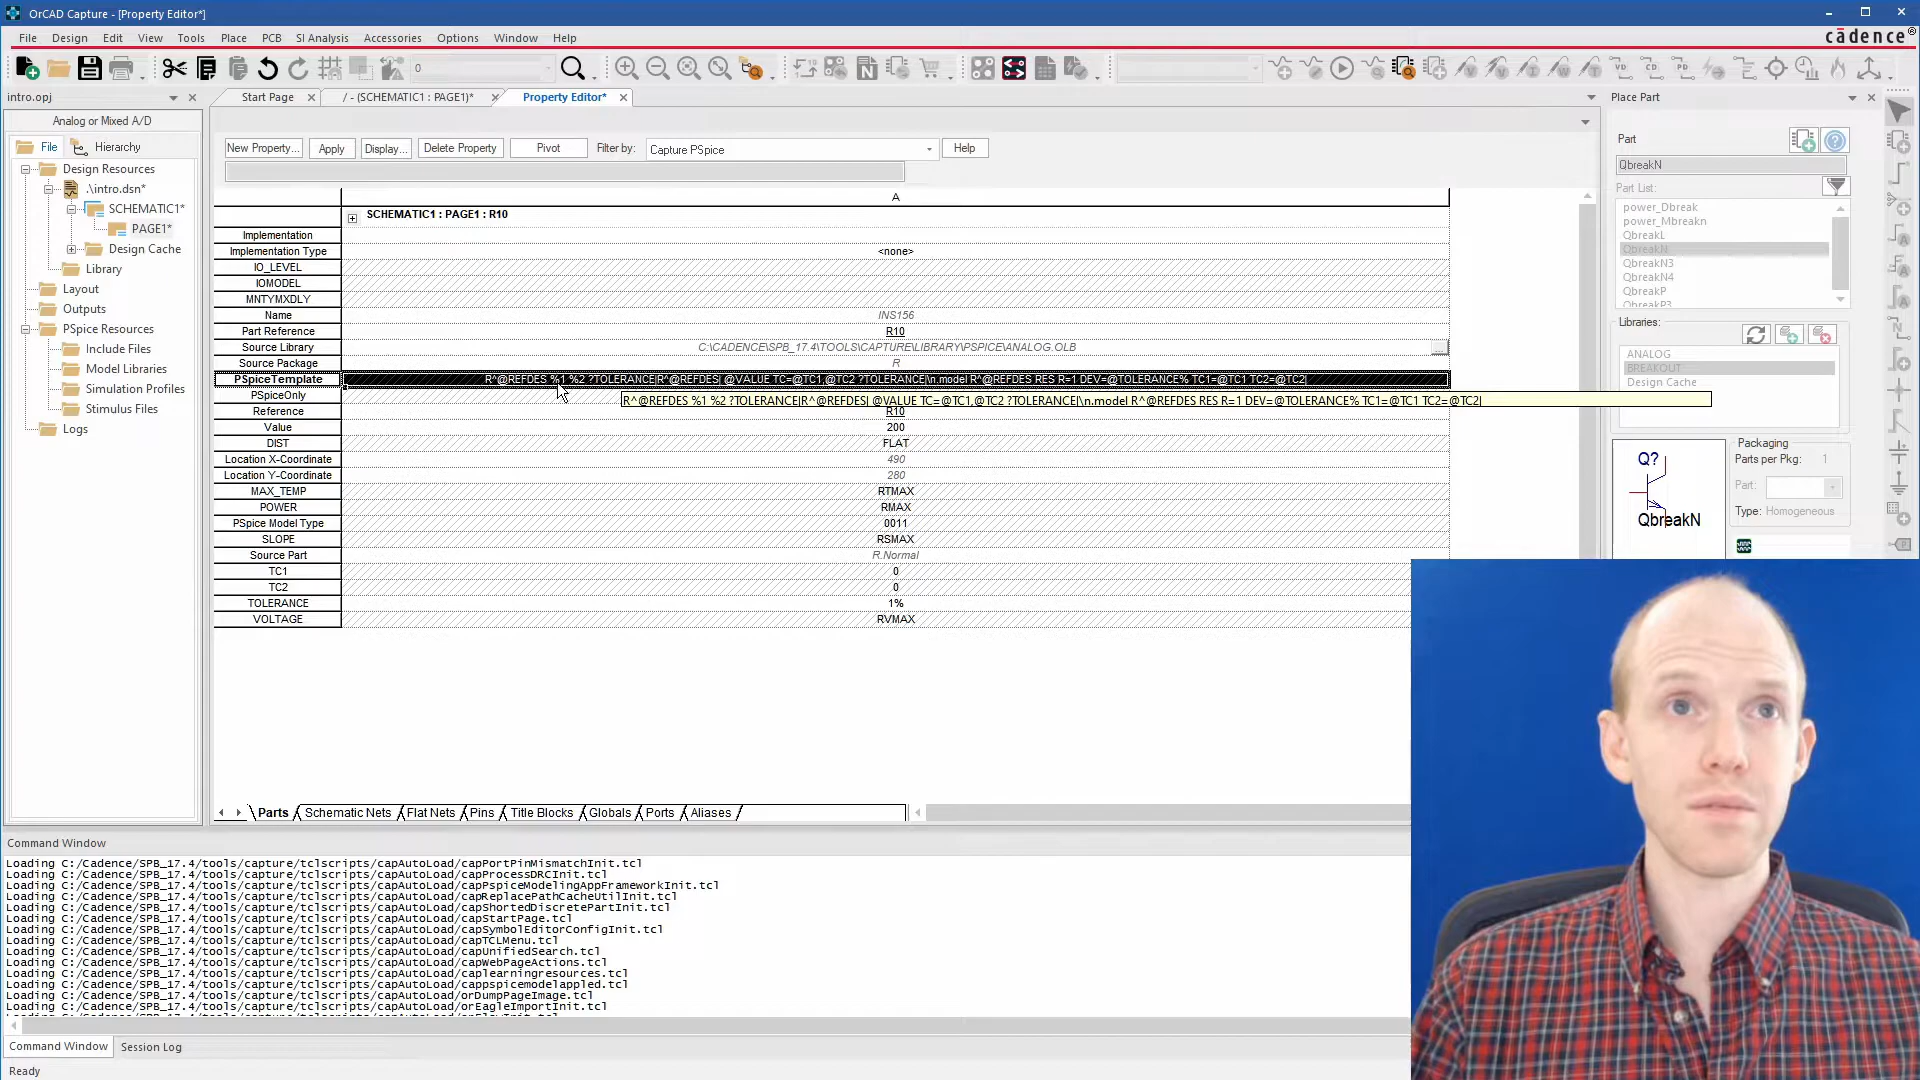 OrCAD Capture - [Property Editor*]
File Design Edit View Tools Place PCB SI Analysis Accessories Options Window Help
cādence®
0
intro.opj
Start Page
/ - (SCHEMATIC1 : PAGE1)*
Property Editor*
Place Part
Analog or Mixed A/D
File Hierarchy
Design Resources
.\intro.dsn*
SCHEMATIC1*
PAGE1*
Design Cache
Library
Layout
Outputs
PSpice Resources
Include Files
Model Libraries
Simulation Profiles
Stimulus Files
Logs
New Property... Apply Display... Delete Property Pivot Filter by: Capture PSpice Help
A
SCHEMATIC1 : PAGE1 : R10
Implementation
Implementation Type <none>
IO_LEVEL
IOMODEL
MNTYMXDLY
Name INS156
Part Reference R10
Source Library C:\CADENCE\SPB_17.4\TOOLS\CAPTURE\LIBRARY\PSPICE\ANALOG.OLB ...
Source Package R
PSpiceTemplate R^@REFDES %1 %2 ?TOLERANCE|R^@REFDES| @VALUE TC=@TC1,@TC2 ?TOLERANCE|\n.model R^@REFDES RES R=1 DEV=@TOLERANCE% TC1=@TC1 TC2=@TC2|
PSpiceOnly
R^@REFDES %1 %2 ?TOLERANCE|R^@REFDES| @VALUE TC=@TC1,@TC2 ?TOLERANCE|\n.model R^@REFDES RES R=1 DEV=@TOLERANCE% TC1=@TC1 TC2=@TC2|
Reference R10
Value 200
DIST FLAT
Location X-Coordinate 490
Location Y-Coordinate 280
MAX_TEMP RTMAX
POWER RMAX
PSpice Model Type 0011
SLOPE RSMAX
Source Part R.Normal
TC1 0
TC2 0
TOLERANCE 1%
VOLTAGE RVMAX
Parts Schematic Nets Flat Nets Pins Title Blocks Globals Ports Aliases
Part
QbreakN
Part List:
power_Dbreak
power_Mbreakn
QbreakL
QbreakN
QbreakN3
QbreakN4
QbreakP
QbreakP3
Libraries:
ANALOG
BREAKOUT
Design Cache
Q?
QbreakN
Packaging
Parts per Pkg: 1
Part:
Type: Homogeneous
Command Window
Loading C:/Cadence/SPB_17.4/tools/capture/tclscripts/capAutoLoad/capPortPinMismatchInit.tcl
Loading C:/Cadence/SPB_17.4/tools/capture/tclscripts/capAutoLoad/capProcessDRCInit.tcl
Loading C:/Cadence/SPB_17.4/tools/capture/tclscripts/capAutoLoad/capPspiceModelingAppFrameworkInit.tcl
Loading C:/Cadence/SPB_17.4/tools/capture/tclscripts/capAutoLoad/capReplacePathCacheUtilInit.tcl
Loading C:/Cadence/SPB_17.4/tools/capture/tclscripts/capAutoLoad/capShortedDiscretePartInit.tcl
Loading C:/Cadence/SPB_17.4/tools/capture/tclscripts/capAutoLoad/capStartPage.tcl
Loading C:/Cadence/SPB_17.4/tools/capture/tclscripts/capAutoLoad/capSymbolEditorConfigInit.tcl
Loading C:/Cadence/SPB_17.4/tools/capture/tclscripts/capAutoLoad/capTCLMenu.tcl
Loading C:/Cadence/SPB_17.4/tools/capture/tclscripts/capAutoLoad/capUnifiedSearch.tcl
Loading C:/Cadence/SPB_17.4/tools/capture/tclscripts/capAutoLoad/capWebPageActions.tcl
Loading C:/Cadence/SPB_17.4/tools/capture/tclscripts/capAutoLoad/caplearningresources.tcl
Loading C:/Cadence/SPB_17.4/tools/capture/tclscripts/capAutoLoad/cappspicemodelappled.tcl
Loading C:/Cadence/SPB_17.4/tools/capture/tclscripts/capAutoLoad/orDumpPageImage.tcl
Loading C:/Cadence/SPB_17.4/tools/capture/tclscripts/capAutoLoad/orEagleImportInit.tcl
Command Window Session Log
Ready